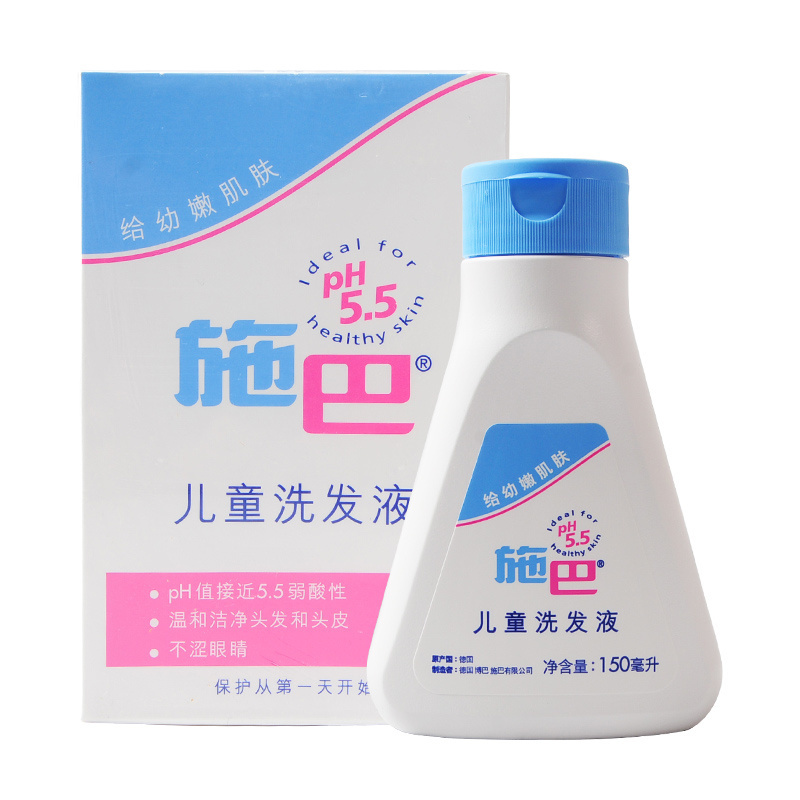 给幼嫩肌肤
Ideal for
pH
5.5
healthy skin
施巴®
儿童洗发液
• pH值接近5.5弱酸性
• 温和洁净头发和头皮
• 不涩眼睛
保护从第一天开始
给幼嫩肌肤
Ideal for
pH
5.5
healthy skin
施巴®
儿童洗发液
原产国：德国
制造者：德国 博巴 施巴有限公司
净含量：150毫升